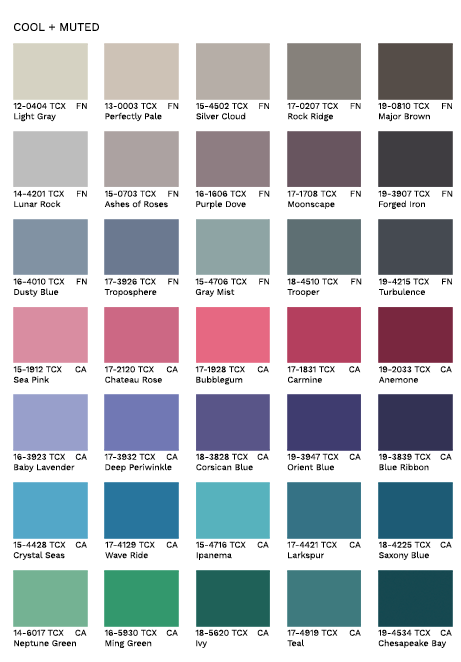 COOL + MUTED
12-0404 TCX FN 13-0003 TCX FN 15-4502 TCX FN 17-0207 TCX FN 19-0810 TCX FN
Light Gray Perfectly Pale Silver Cloud Rock Ridge Major Brown
14-4201 TCX FN 15-0703 TCX FN 16-1606 TCX FN 17-1708 TCX FN 19-3907 TCX FN
Lunar Rock Ashes of Roses Purple Dove Moonscape Forged Iron
16-4010 TCX FN 17-3926 TCX FN 15-4706 TCX FN 18-4510 TCX FN 19-4215 TCX FN
Dusty Blue Troposphere Gray Mist Trooper Turbulence
15-1912 TCX CA 17-2120 TCX CA 17-1928 TCX CA 17-1831 TCX CA 19-2033 TCX CA
Sea Pink Chateau Rose Bubblegum Carmine Anemone
16-3923 TCX CA 17-3932 TCX CA 18-3828 TCX CA 19-3947 TCX CA 19-3839 TCX CA
Baby Lavender Deep Periwinkle Corsican Blue Orient Blue Blue Ribbon
15-4428 TCX CA 17-4129 TCX CA 15-4716 TCX CA 17-4421 TCX CA 18-4225 TCX CA
Crystal Seas Wave Ride Ipanema Larkspur Saxony Blue
14-6017 TCX CA 16-5930 TCX CA 18-5620 TCX CA 17-4919 TCX CA 19-4534 TCX CA
Neptune Green Ming Green Ivy Teal Chesapeake Bay